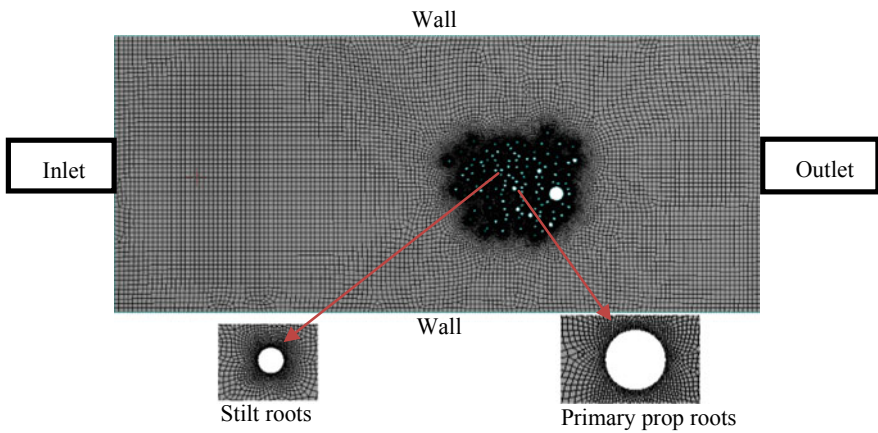 Wall
Inlet
Outlet
Wall
Stilt roots
Primary prop roots